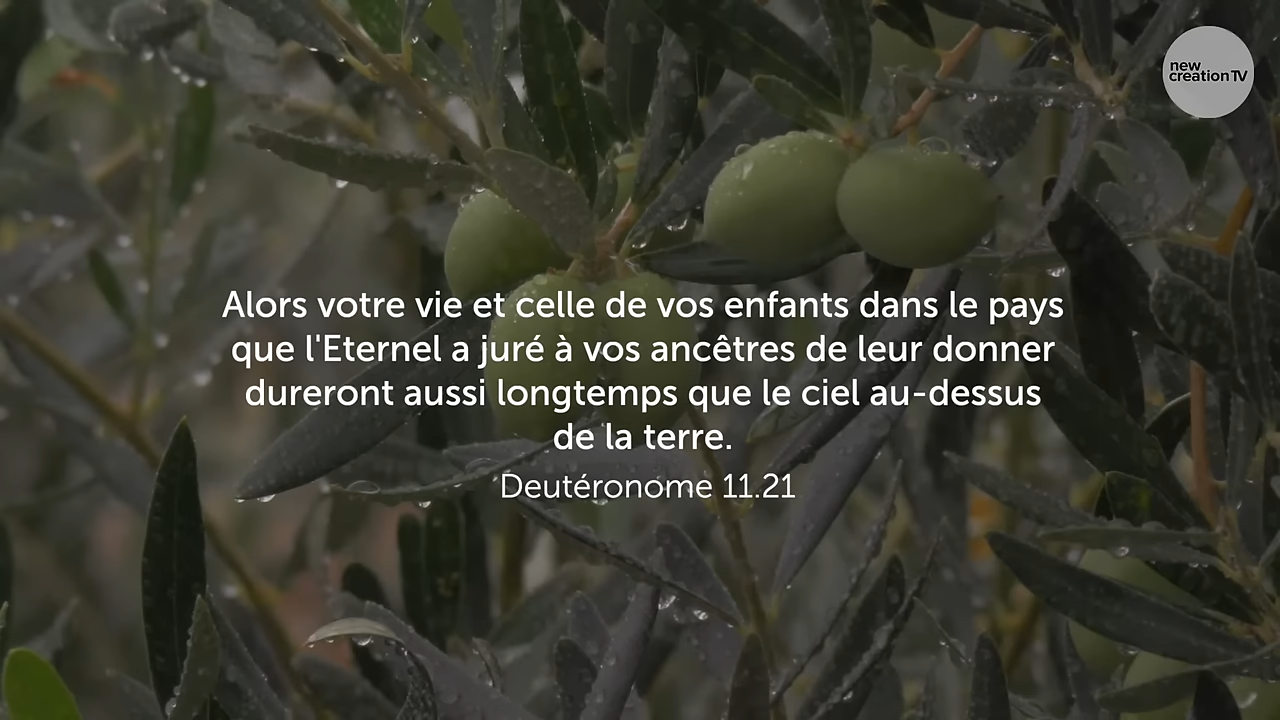 new
creation TV
Alors votre vie et celle de vos enfants dans le pays
que l'Eternel a juré à vos ancêtres de leur donner
dureront aussi longtemps que le ciel au-dessus
de la terre.
Deutéronome 11.21